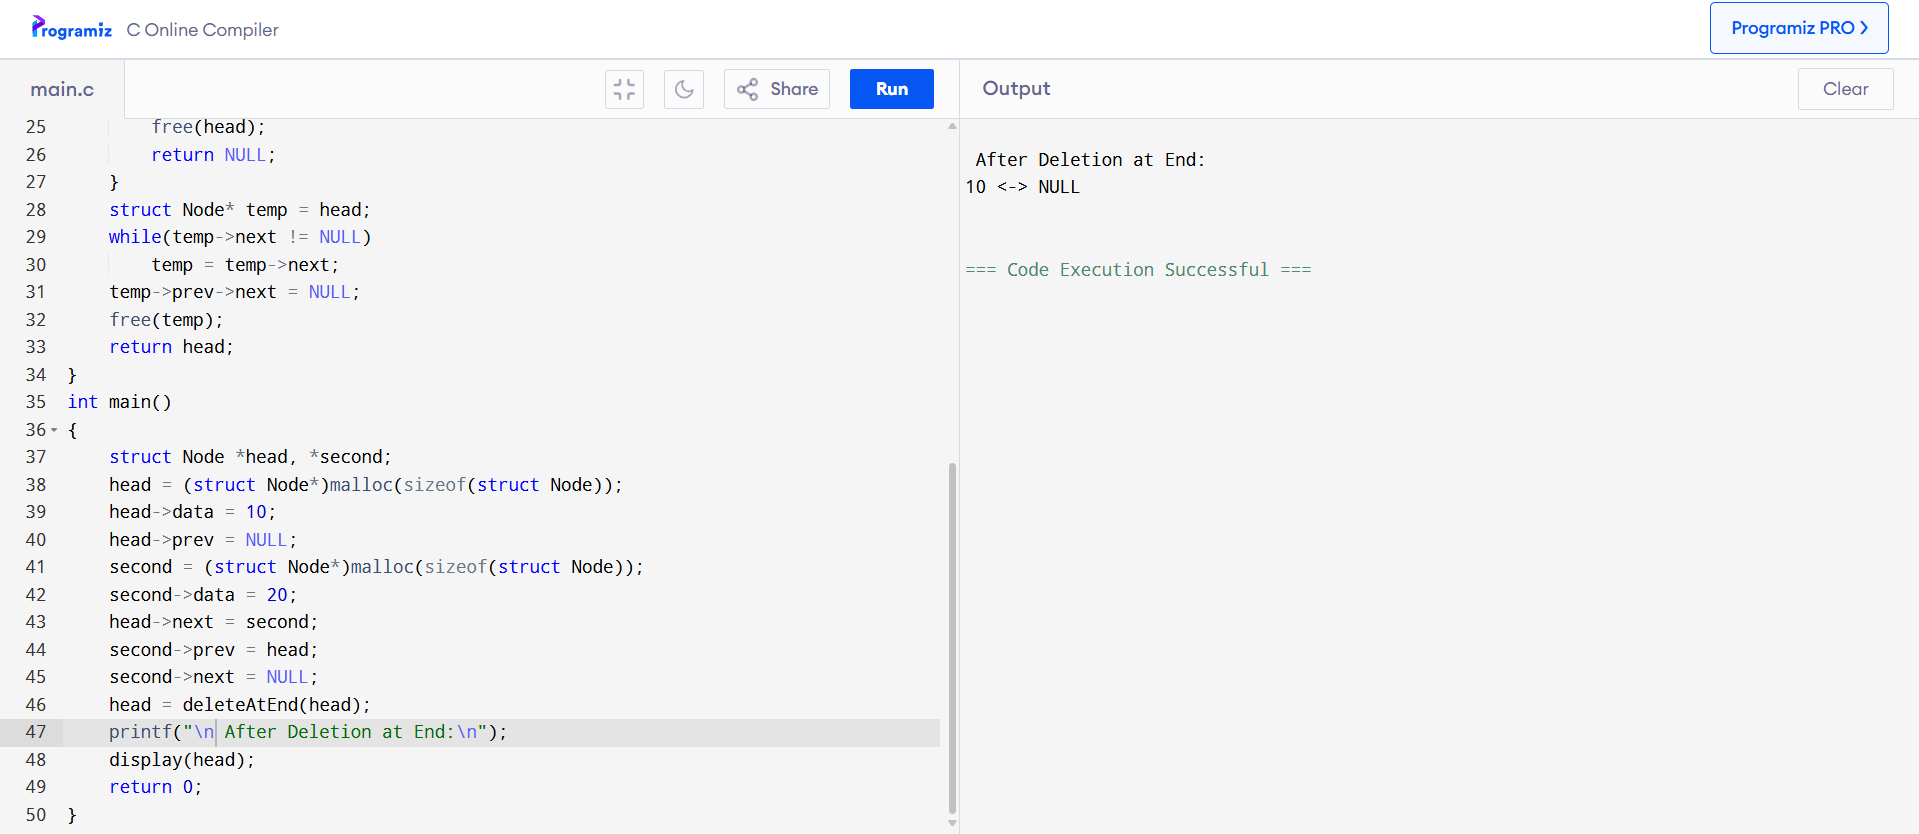 Programiz C Online Compiler
Programiz PRO
main.c
Share
Run
Output
Clear
25 free(head);
26 return NULL;
27 }
28 struct Node* temp = head;
29 while(temp->next != NULL)
30 temp = temp->next;
31 temp->prev->next = NULL;
32 free(temp);
33 return head;
34 }
35 int main()
36 {
37 struct Node *head, *second;
38 head = (struct Node*)malloc(sizeof(struct Node));
39 head->data = 10;
40 head->prev = NULL;
41 second = (struct Node*)malloc(sizeof(struct Node));
42 second->data = 20;
43 head->next = second;
44 second->prev = head;
45 second->next = NULL;
46 head = deleteAtEnd(head);
47 printf("\n After Deletion at End:\n");
48 display(head);
49 return 0;
50 }
After Deletion at End:
10 <-> NULL
=== Code Execution Successful ===